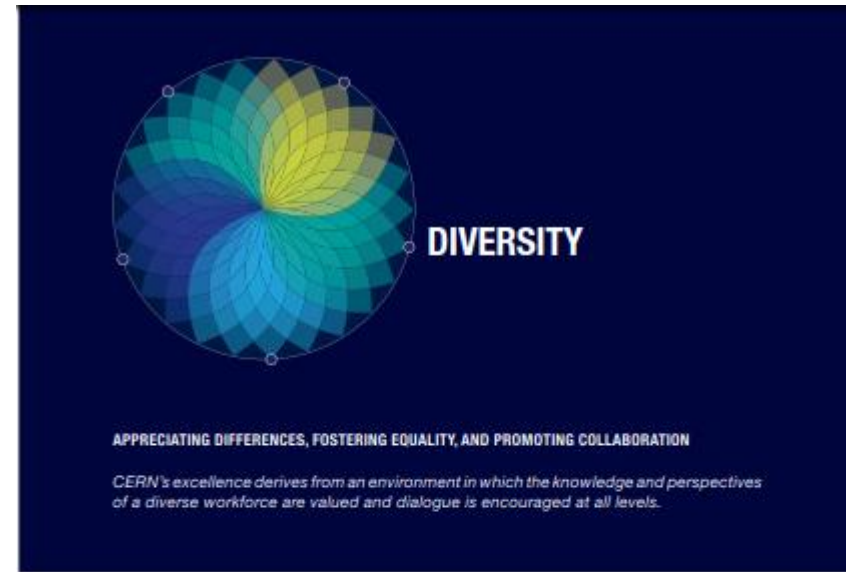 DIVERSITY
APPRECIATING DIFFERENCES, FOSTERING EQUALITY, AND PROMOTING COLLABORATION
CERN's excellence derives from an environment in which the knowledge and perspectives
of a diverse workforce are valued and dialogue is encouraged at all levels.